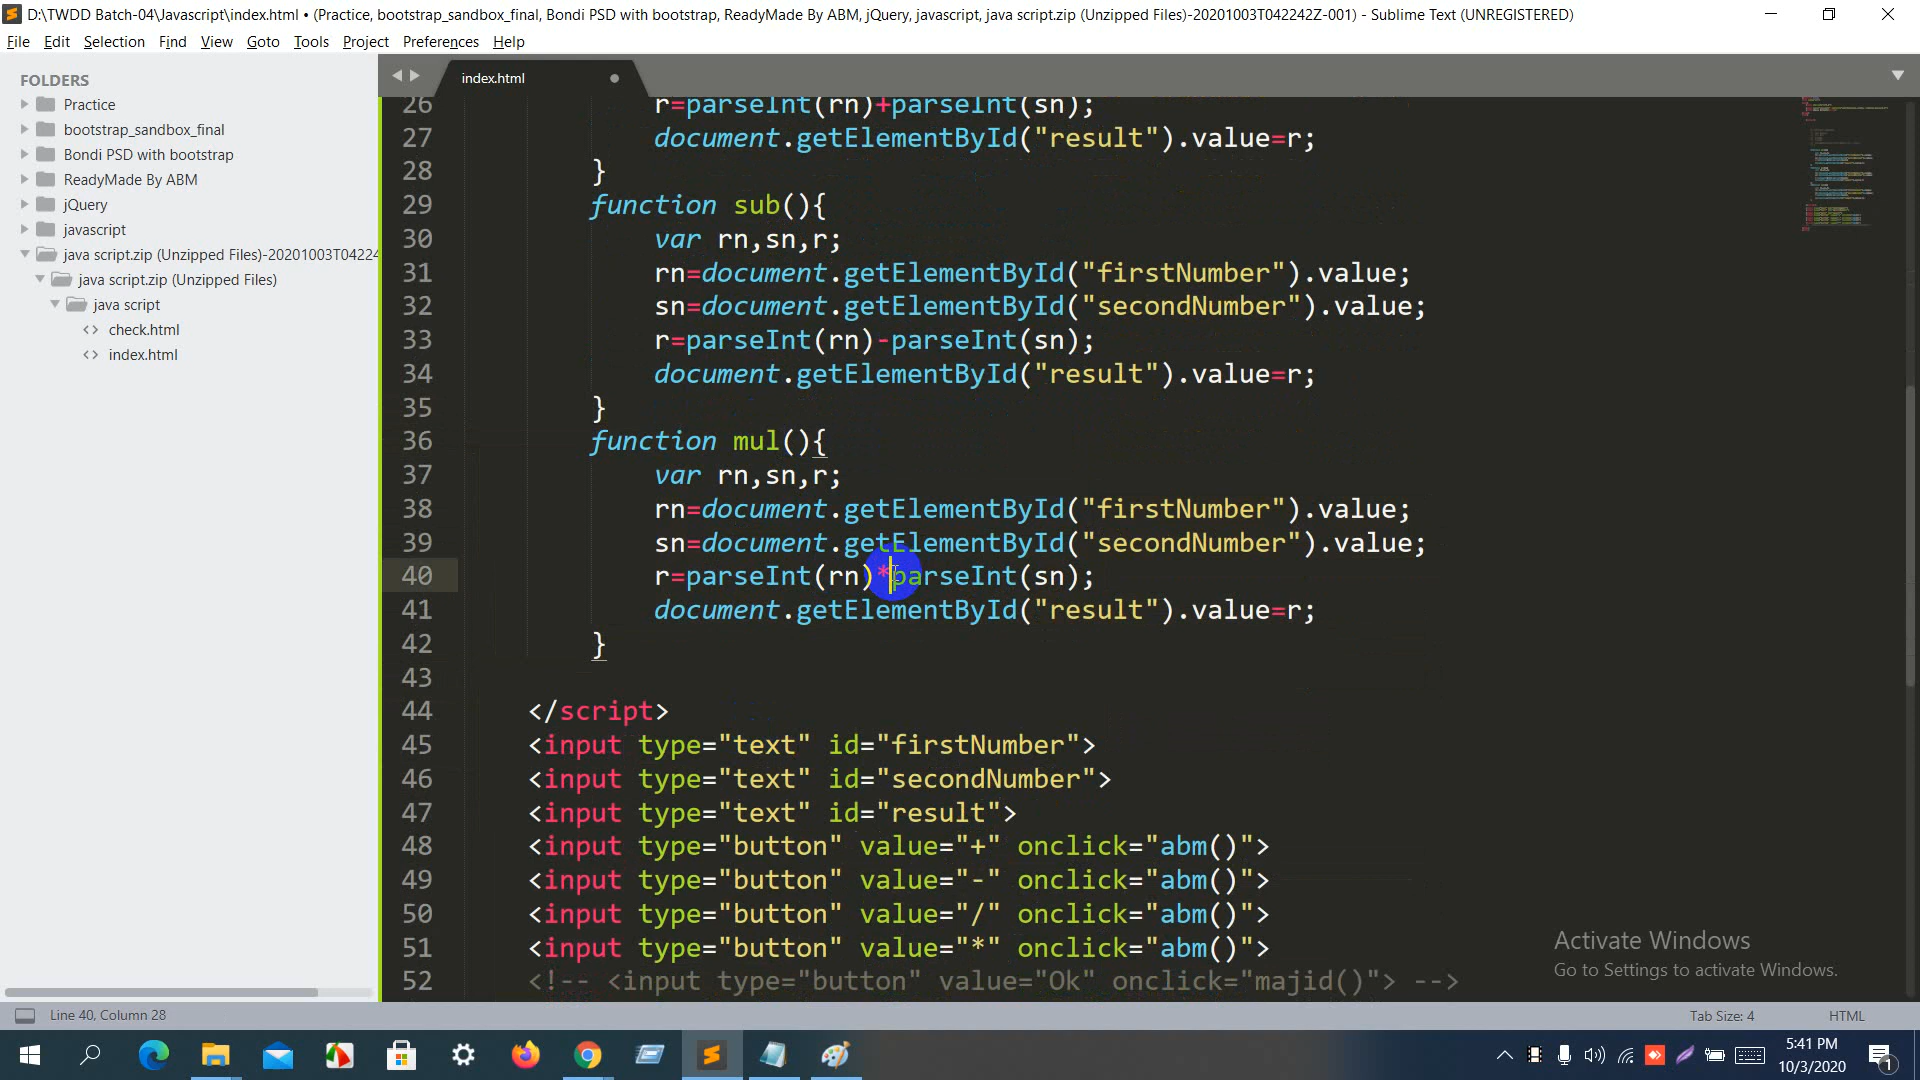 D:\TWDD Batch-04\Javascript\index.html • (Practice, bootstrap_sandbox_final, Bondi PSD with bootstrap, ReadyMade By ABM, jQuery, javascript, java script.zip (Unzipped Files)-20201003T042242Z-001) - Sublime Text (UNREGISTERED)
File Edit Selection Find View Goto Tools Project Preferences Help
FOLDERS
Practice
bootstrap_sandbox_final
Bondi PSD with bootstrap
ReadyMade By ABM
jQuery
javascript
java script.zip (Unzipped Files)-20201003T04224
java script.zip (Unzipped Files)
java script
<> check.html
<> index.html
index.html
26 r=parseInt(rn)+parseInt(sn);
27 document.getElementById("result").value=r;
28 }
29 function sub(){
30 var rn,sn,r;
31 rn=document.getElementById("firstNumber").value;
32 sn=document.getElementById("secondNumber").value;
33 r=parseInt(rn)-parseInt(sn);
34 document.getElementById("result").value=r;
35 }
36 function mul(){
37 var rn,sn,r;
38 rn=document.getElementById("firstNumber").value;
39 sn=document.getElementById("secondNumber").value;
40 r=parseInt(rn)*parseInt(sn);
41 document.getElementById("result").value=r;
42 }
43
44 </script>
45 <input type="text" id="firstNumber">
46 <input type="text" id="secondNumber">
47 <input type="text" id="result">
48 <input type="button" value="+" onclick="abm()">
49 <input type="button" value="-" onclick="abm()">
50 <input type="button" value="/" onclick="abm()">
51 <input type="button" value="*" onclick="abm()">
52 <!-- <input type="button" value="Ok" onclick="majid()"> -->
Activate Windows
Go to Settings to activate Windows.
Line 40, Column 28
Tab Size: 4
HTML
5:41 PM
10/3/2020
1